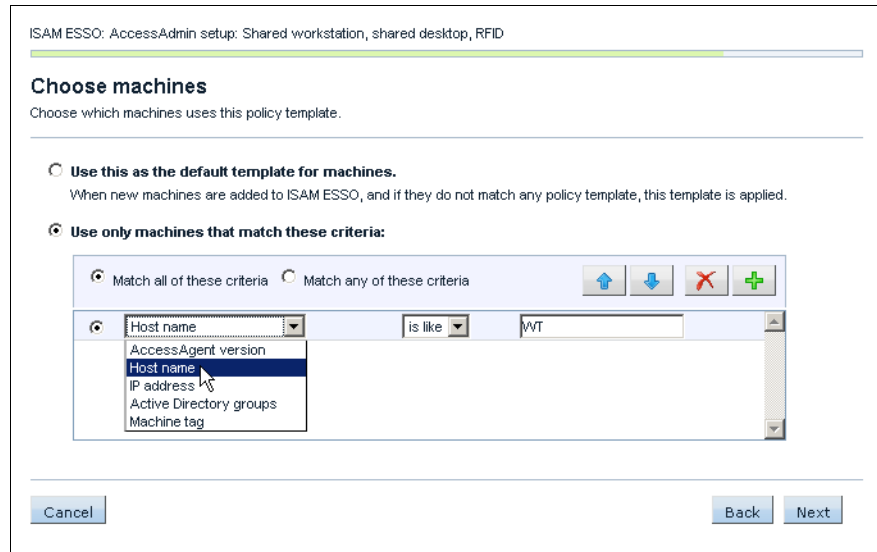 ISAM ESSO: AccessAdmin setup: Shared workstation, shared desktop, RFID
Choose machines
Choose which machines uses this policy template.
Use this as the default template for machines.
When new machines are added to ISAM ESSO, and if they do not match any policy template, this template is applied.
Use only machines that match these criteria:
Match all of these criteria Match any of these criteria
Host name is like WT
AccessAgent version
Host name
IP address
Active Directory groups
Machine tag
Cancel Back Next